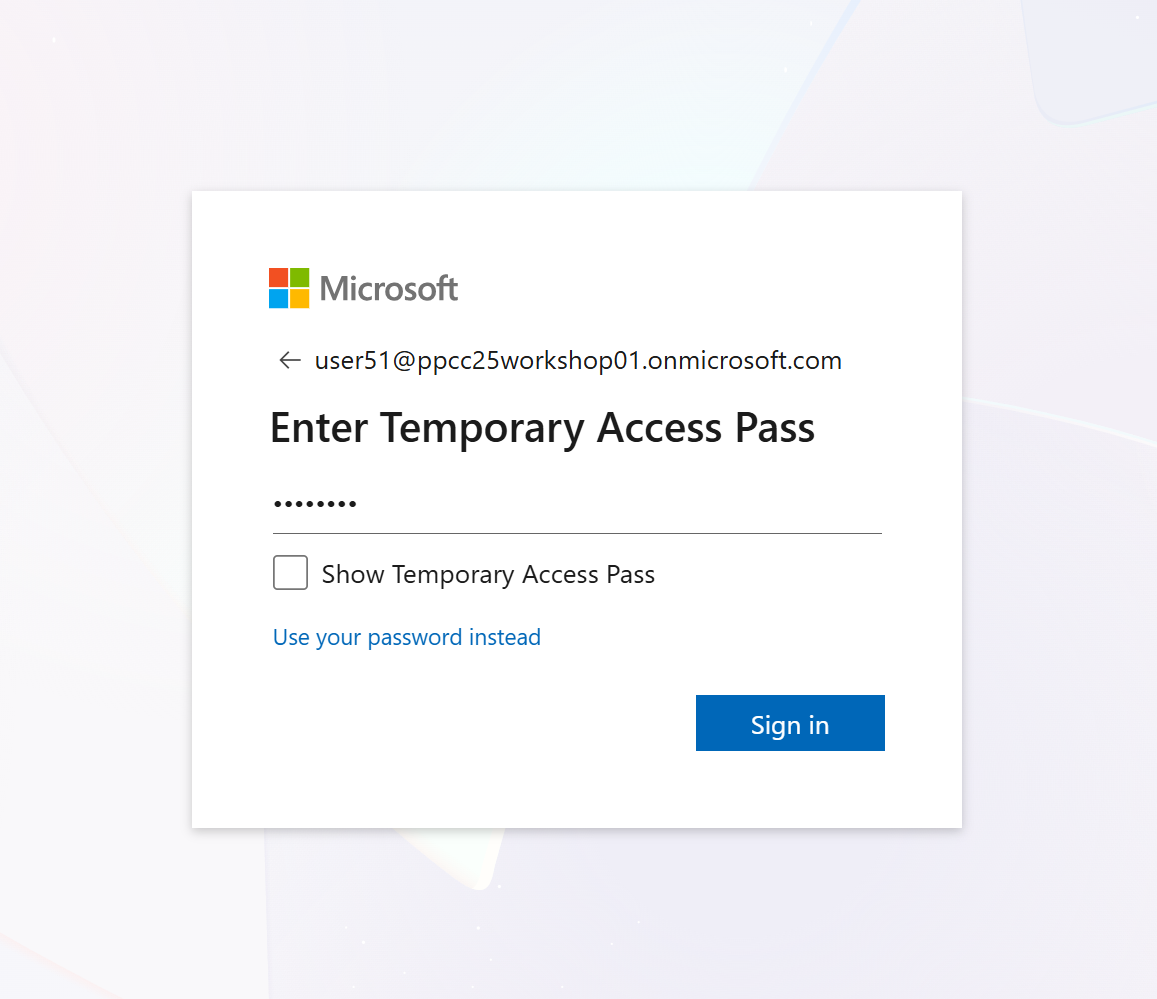 Microsoft
user51@ppcc25workshop01.onmicrosoft.com
Enter Temporary Access Pass
••••••••
Show Temporary Access Pass
Use your password instead
Sign in